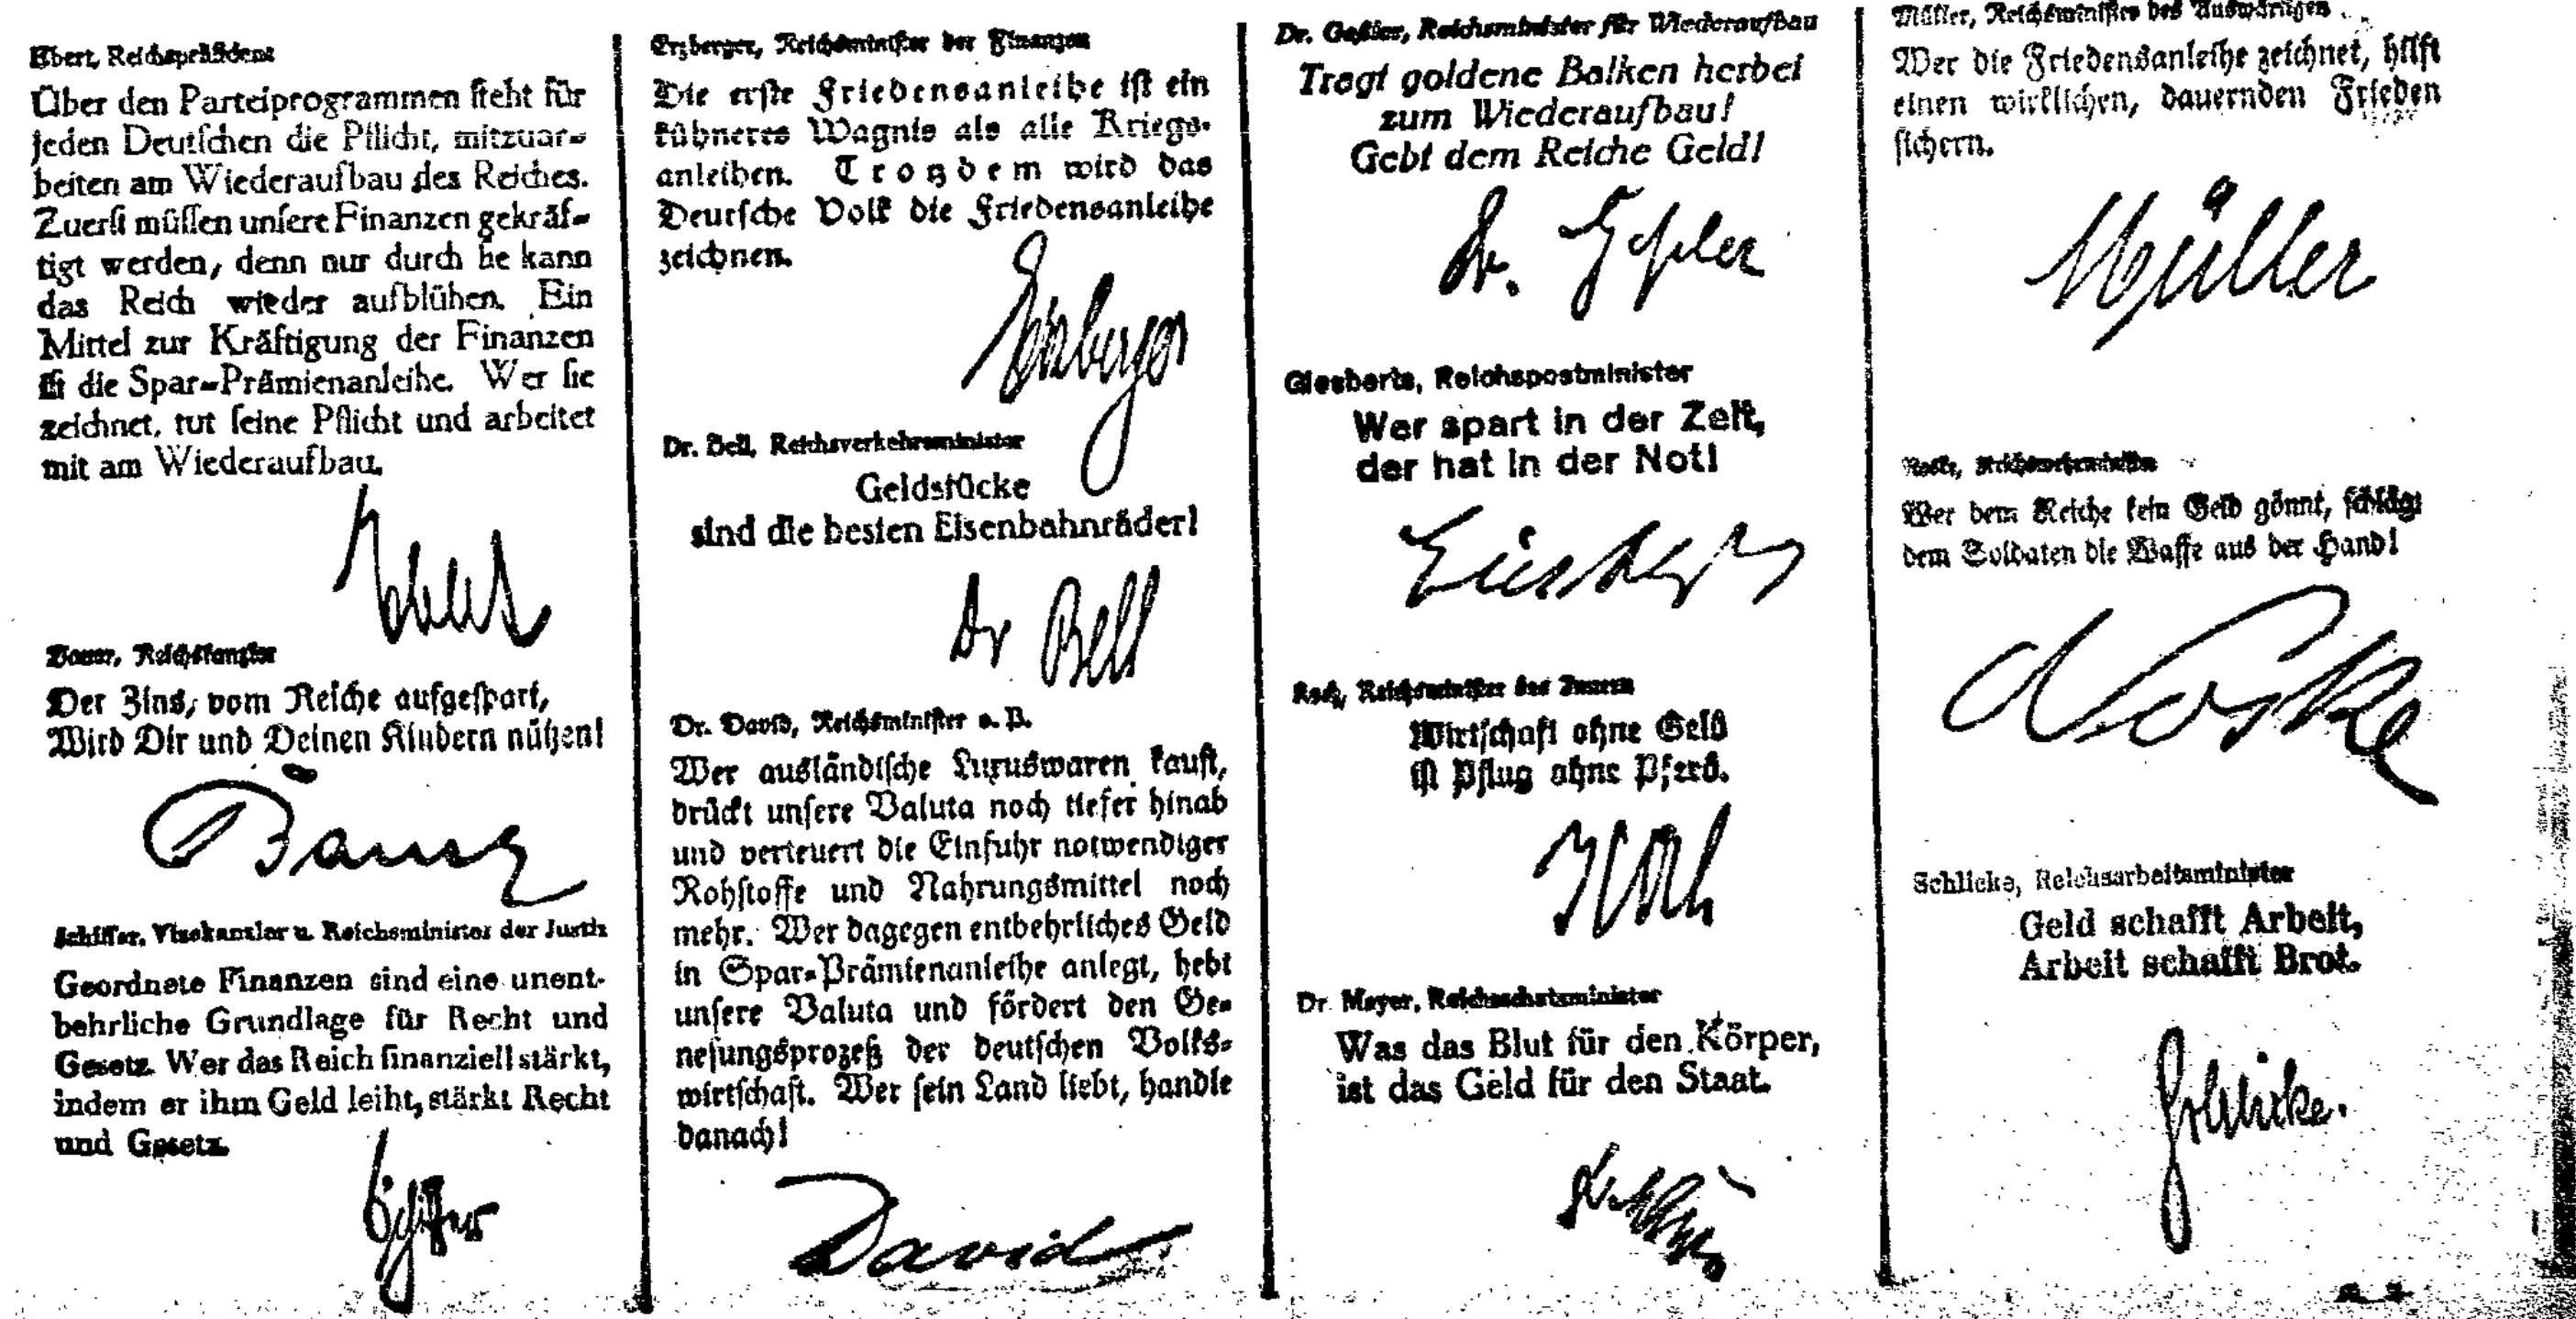 Ebert, Reichspräsident
Über den Parteiprogrammen ſteht für
jeden Deutſchen die Pflicht, mitzuar-
beiten am Wiederaufbau des Reiches.
Zuerſt müſſen unſere Finanzen gekräf-
tigt werden, denn nur durch ſie kann
das Reich wieder aufblühen. Ein
Mittel zur Kräftigung der Finanzen
iſt die Spar-Prämienanleihe. Wer ſie
zeichnet, tut ſeine Pflicht und arbeitet
mit am Wiederaufbau.
Ebert
Bauer, Reichskanzler
Der Zins, vom Reiche aufgeſpart,
Wird Dir und Deinen Kindern nützen!
Bauer
Schiffer, Vizekanzler u. Reichsminister der Justiz
Geordnete Finanzen sind eine unent-
behrliche Grundlage für Recht und
Gesetz. Wer das Reich finanziell stärkt,
indem er ihm Geld leiht, stärkt Recht
und Gesetz.
Schiffer
Erzberger, Reichsminiſter der Finanzen
Die erſte Friedensanleihe iſt ein
kühneres Wagnis als alle Kriegs-
anleihen. Trotzdem wird das
Deutſche Volk die Friedensanleihe
zeichnen.
Erzberger
Dr. Bell, Reichsverkehrsminister
Geldstücke
sind die besten Eisenbahnräder!
Dr Bell
Dr. David, Reichsminiſter o. P.
Wer ausländiſche Luxuswaren kauft,
drückt unſere Valuta noch tiefer hinab
und verteuert die Einfuhr notwendiger
Rohſtoffe und Nahrungsmittel noch
mehr. Wer dagegen entbehrliches Geld
in Spar-Prämienanleihe anlegt, hebt
unſere Valuta und fördert den Ge-
neſungsprozeß der deutſchen Volks-
wirtſchaft. Wer ſein Land liebt, handle
danach!
David
Dr. Geßler, Reichsminister für Wiederaufbau
Tragt goldene Balken herbei
zum Wiederaufbau!
Gebt dem Reiche Geld!
Dr. Geßler
Giesberts, Reichspostminister
Wer spart in der Zeit,
der hat in der Not!
Giesberts
Koch, Reichsminiſter des Innern
Wirtſchaft ohne Geld
iſt Pflug ohne Pferd.
Koch
Dr. Mayer, Reichsschatzminister
Was das Blut für den Körper,
ist das Geld für den Staat.
Müller, Reichsminiſter des Auswärtigen
Wer die Friedensanleihe zeichnet, hilft
einen wirklichen, dauernden Frieden
ſichern.
Müller
Noske, Reichswehrminiſter
Wer dem Reiche kein Geld gönnt, ſchlägt
dem Soldaten die Waffe aus der Hand!
Noske
Schlicke, Reichsarbeitsminister
Geld schafft Arbeit,
Arbeit schafft Brot.
Schlicke.